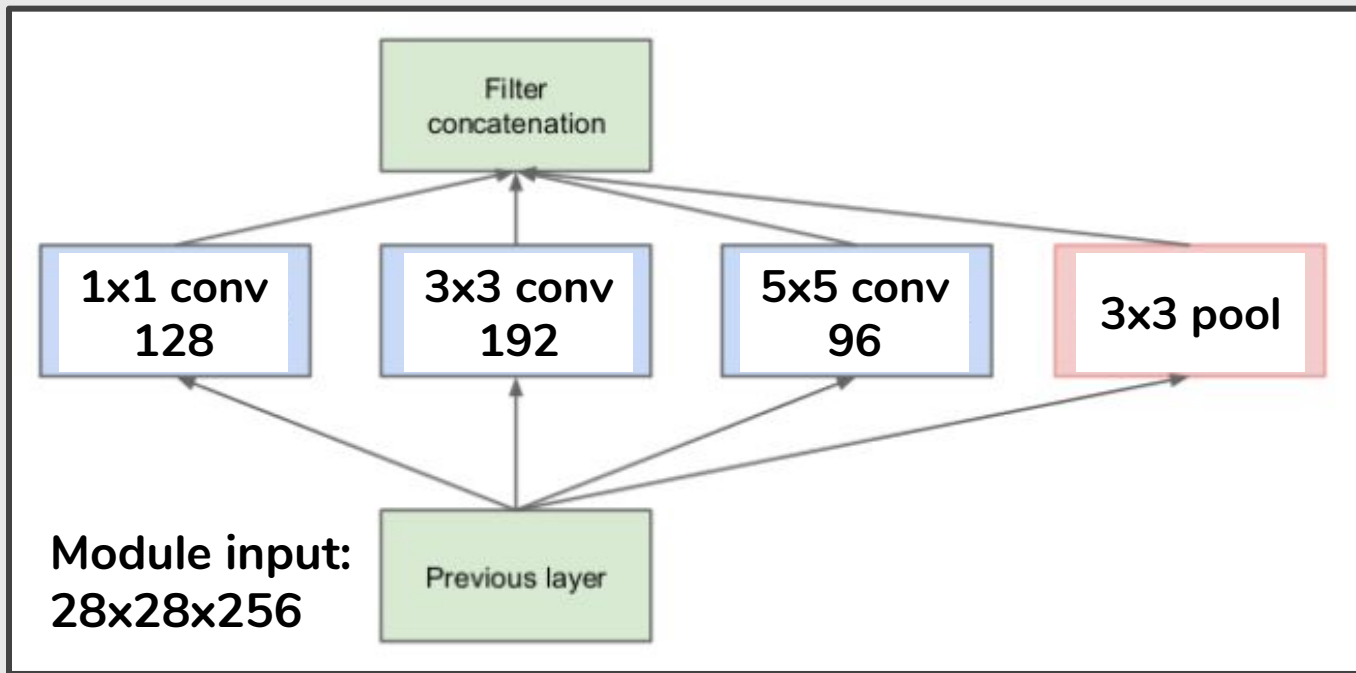 Filter
concatenation
1x1 conv
128
3x3 conv
192
5x5 conv
96
3x3 pool
Module input:
28x28x256
Previous layer